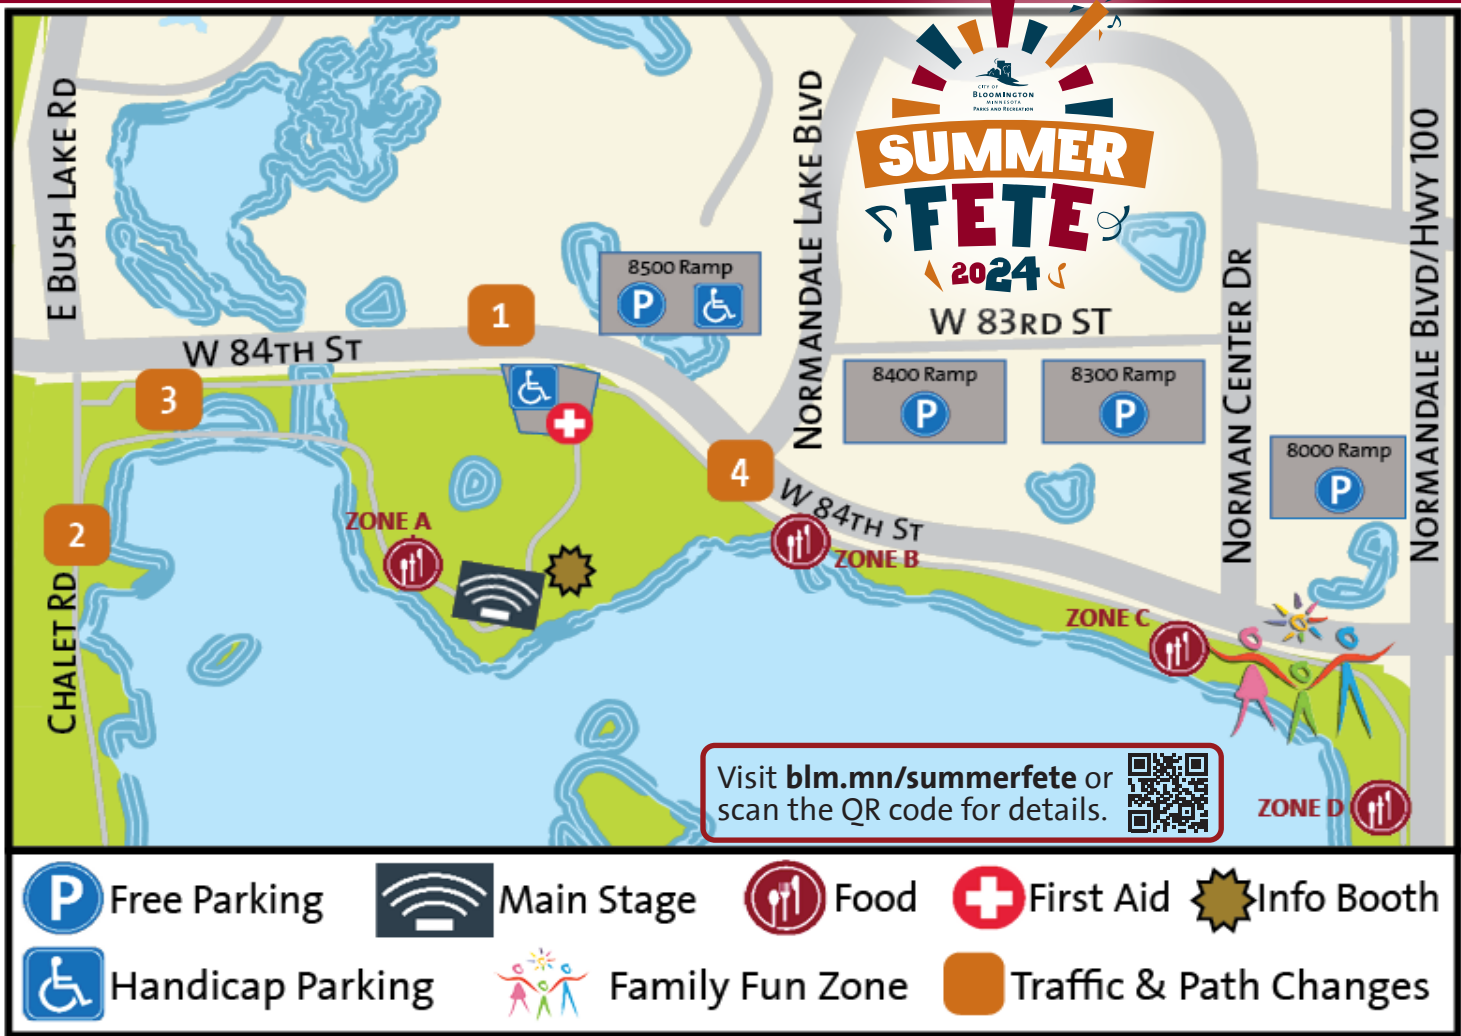 CITY OF
BLOOMINGTON
MINNESOTA
PARKS AND RECREATION
SUMMER
FETE
2024
E BUSH LAKE RD
NORMANDALE LAKE BLVD
NORMANDALE BLVD/HWY 100
NORMAN CENTER DR
8500 Ramp
P
1
W 83RD ST
W 84TH ST
8400 Ramp
P
8300 Ramp
P
3
4
8000 Ramp
P
W 84TH ST
2
ZONE A
ZONE B
CHALET RD
ZONE C
Visit blm.mn/summerfete or
scan the QR code for details.
ZONE D
P Free Parking
Main Stage
Food
First Aid
Info Booth
Handicap Parking
Family Fun Zone
Traffic & Path Changes